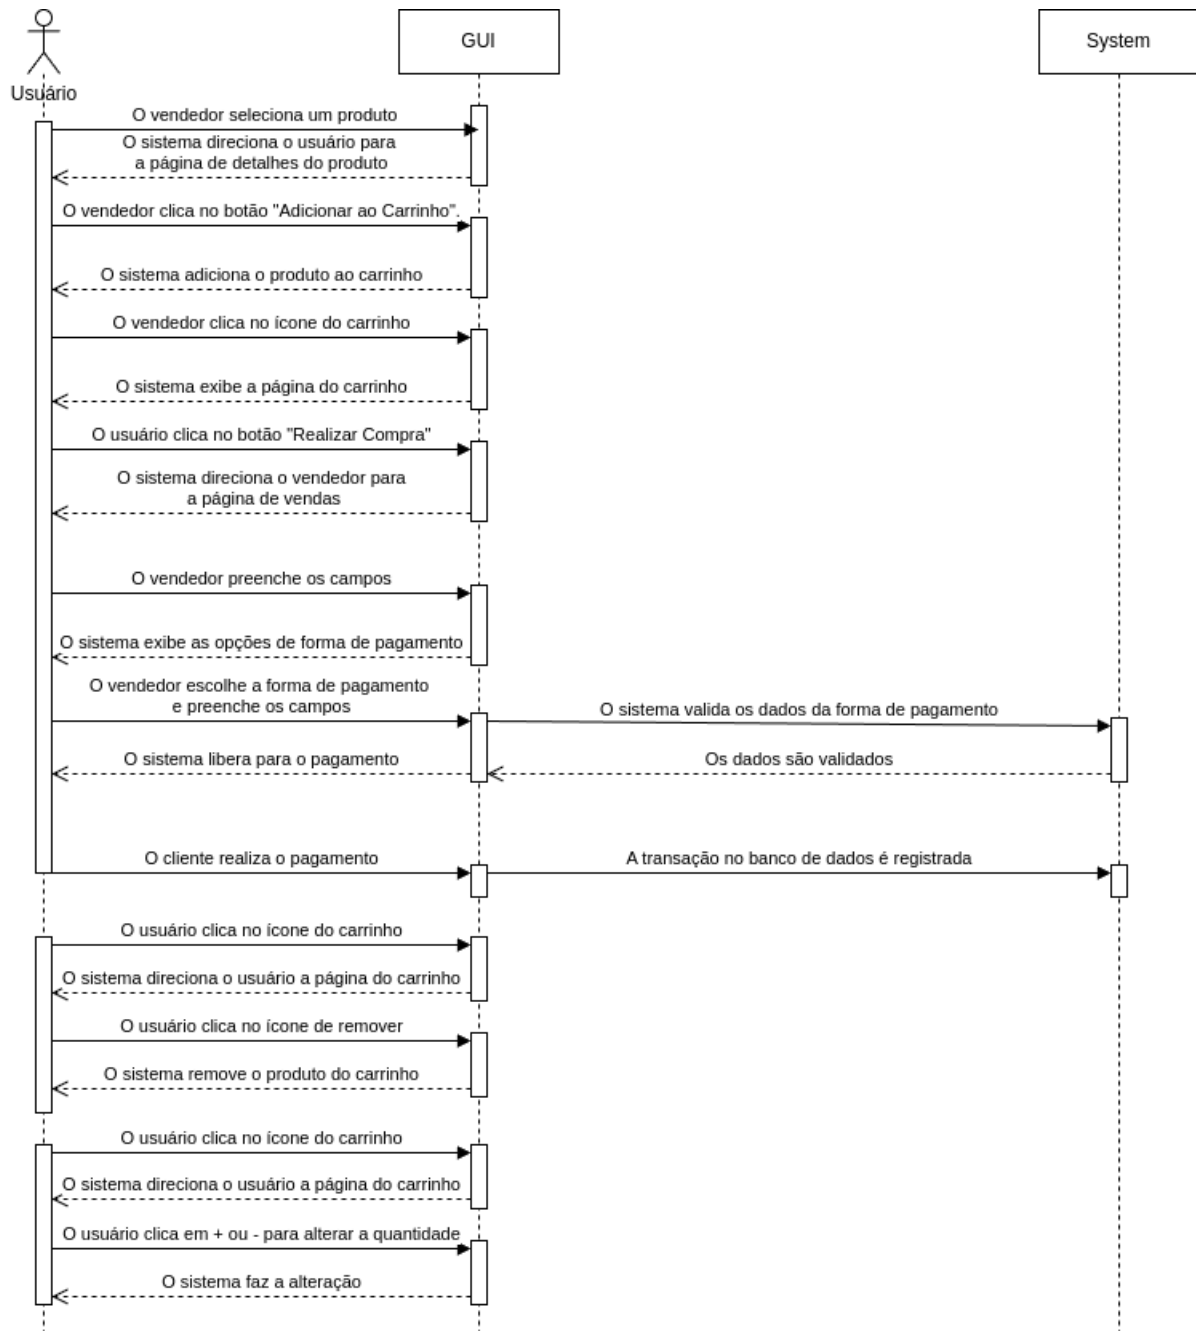 GUI
System
Usuário
O vendedor seleciona um produto
O sistema direciona o usuário para
a página de detalhes do produto
O vendedor clica no botão "Adicionar ao Carrinho".
O sistema adiciona o produto ao carrinho
O vendedor clica no ícone do carrinho
O sistema exibe a página do carrinho
O usuário clica no botão "Realizar Compra"
O sistema direciona o vendedor para
a página de vendas
O vendedor preenche os campos
O sistema exibe as opções de forma de pagamento
O vendedor escolhe a forma de pagamento
e preenche os campos
O sistema valida os dados da forma de pagamento
O sistema libera para o pagamento
Os dados são validados
O cliente realiza o pagamento
A transação no banco de dados é registrada
O usuário clica no ícone do carrinho
O sistema direciona o usuário a página do carrinho
O usuário clica no ícone de remover
O sistema remove o produto do carrinho
O usuário clica no ícone do carrinho
O sistema direciona o usuário a página do carrinho
O usuário clica em + ou - para alterar a quantidade
O sistema faz a alteração